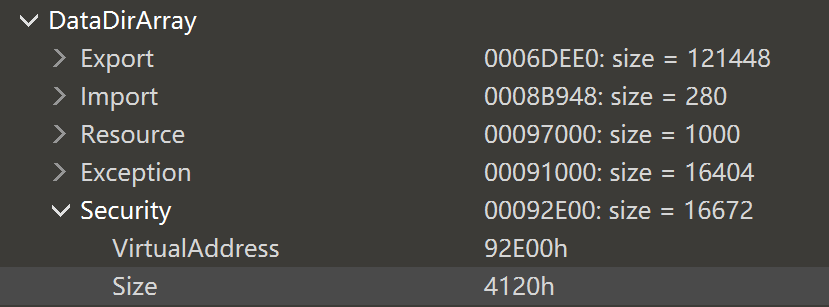 DataDirArray
Export 0006DEE0: size = 121448
Import 0008B948: size = 280
Resource 00097000: size = 1000
Exception 00091000: size = 16404
Security 00092E00: size = 16672
VirtualAddress 92E00h
Size 4120h